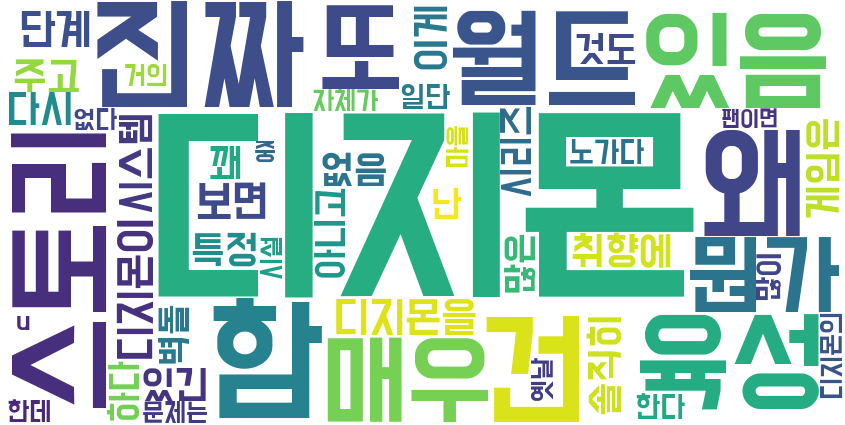 단계
진짜
또
이게
월드
것도
있음
주고
거의
자체가
일단
다시
없다
스토리
디지몬이
시스템
디지몬
꽤
중
보면
특정
시설
없음
아니고
마을
난
시리즈
노가다
많은
취향에
왜
팬이면
게임은
뭔가
많이
니
벽돌
하다
있긴
한데
문제는
함
디지몬을
매우
건
옛날
솔직히
육성
한다
디지몬의